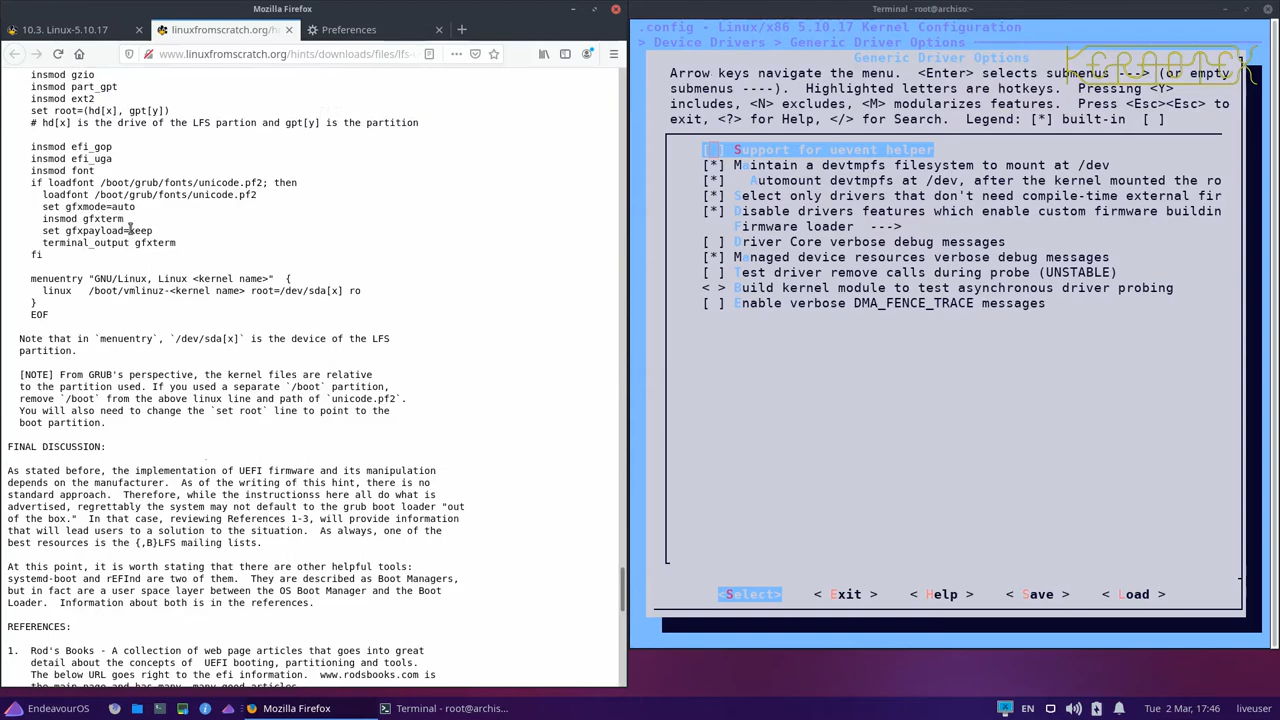 Mozilla Firefox
10.3. Linux-5.10.17
linuxfromscratch.org/h
Preferences
www.linuxfromscratch.org/hints/downloads/files/lfs-
insmod gzio
insmod part_gpt
insmod ext2
set root=(hd[x], gpt[y])
# hd[x] is the drive of the LFS partion and gpt[y] is the partition
insmod efi_gop
insmod efi_uga
insmod font
if loadfont /boot/grub/fonts/unicode.pf2; then
loadfont /boot/grub/fonts/unicode.pf2
set gfxmode=auto
insmod gfxterm
set gfxpayload=keep
terminal_output gfxterm
fi
menuentry "GNU/Linux, Linux <kernel name>" {
linux /boot/vmlinuz-<kernel name> root=/dev/sda[x] ro
}
EOF
Note that in `menuentry`, `/dev/sda[x]` is the device of the LFS
partition.
[NOTE] From GRUB's perspective, the kernel files are relative
to the partition used. If you used a separate `/boot` partition,
remove `/boot` from the above linux line and path of `unicode.pf2`.
You will also need to change the `set root` line to point to the
boot partition.
FINAL DISCUSSION:
As stated before, the implementation of UEFI firmware and its manipulation
depends on the manufacturer. As of the writing of this hint, there is no
standard approach. Therefore, while the instructionss here all do what is
advertised, regrettably the system may not default to the grub boot loader "out
of the box." In that case, reviewing References 1-3, will provide information
that will lead users to a solution to the situation. As always, one of the
best resources is the {,B}LFS mailing lists.
At this point, it is worth stating that there are other helpful tools:
systemd-boot and rEFInd are two of them. They are described as Boot Managers,
but in fact are a user space layer between the OS Boot Manager and the Boot
Loader. Information about both is in the references.
REFERENCES:
1. Rod's Books - A collection of web page articles that goes into great
detail about the concepts of UEFI booting, partitioning and tools.
The below URL goes right to the efi information. www.rodsbooks.com is
the main page and has many, many good articles.
Terminal - root@archiso:~
.config - Linux/x86 5.10.17 Kernel Configuration
> Device Drivers > Generic Driver Options
Generic Driver Options
Arrow keys navigate the menu. <Enter> selects submenus ---> (or empty
submenus ----). Highlighted letters are hotkeys. Pressing <Y>
includes, <N> excludes, <M> modularizes features. Press <Esc><Esc> to
exit, <?> for Help, </> for Search. Legend: [*] built-in [ ]
KEROOTEK
[ ] Support for uevent helper
[*] Maintain a devtmpfs filesystem to mount at /dev
[*] Automount devtmpfs at /dev, after the kernel mounted the ro
[*] Select only drivers that don't need compile-time external fir
[*] Disable drivers features which enable custom firmware buildin
Firmware loader --->
[ ] Driver Core verbose debug messages
[*] Managed device resources verbose debug messages
[ ] Test driver remove calls during probe (UNSTABLE)
< > Build kernel module to test asynchronous driver probing
[ ] Enable verbose DMA_FENCE_TRACE messages
<Select> < Exit > < Help > < Save > < Load >
EndeavourOS
Mozilla Firefox
Terminal - root@archis...
EN
Tue 2 Mar, 17:46
liveuser